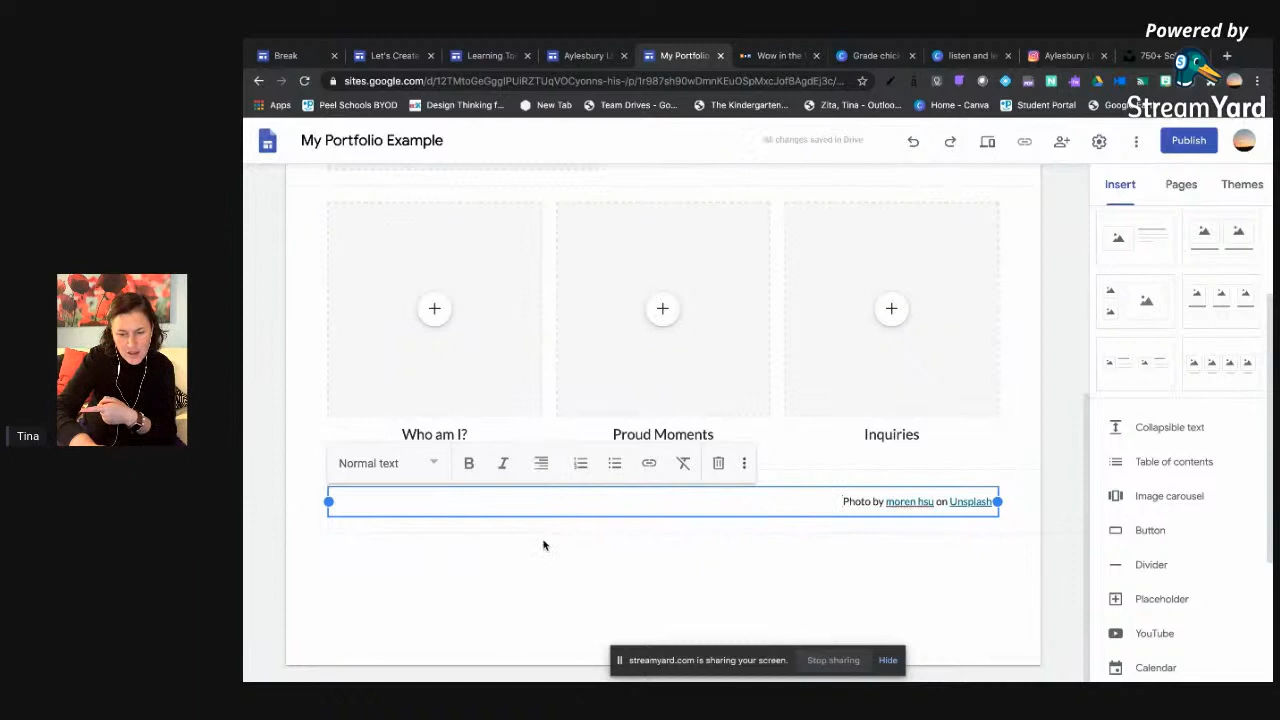 Powered by
StreamYard
Break
Let's Create
Learning To
Aylesbury Li
My Portfolio
Wow in the
Grade chick
listen and le
Aylesbury L
sites.google.com/d/12TMtoGeGgqIPUiRZTUqVOCyonns-his-/p/1r987sh90wDmnKEuOSpMxcJofBAgdEj3c/...
Apps
Peel Schools BYOD
Design Thinking f...
New Tab
Team Drives - Go...
The Kindergarten...
Zita, Tina - Outloo...
Home - Canva
Student Portal
My Portfolio Example
All changes saved in Drive
Publish
Insert
Pages
Themes
Who am I?
Proud Moments
Inquiries
Normal text
Photo by moren hsu on Unsplash
Collapsible text
Table of contents
Image carousel
Button
Divider
Placeholder
YouTube
Calendar
Tina
streamyard.com is sharing your screen.
Stop sharing
Hide